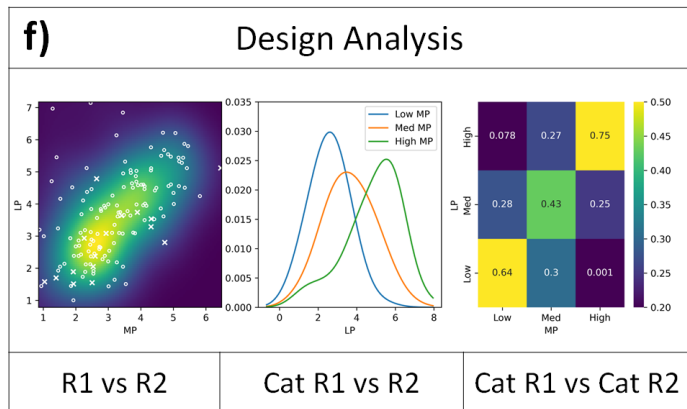 f)
Design Analysis
7
6
5
4
3
2
1
LP
1 2 3 4 5 6
MP
0.035
0.030
0.025
0.020
0.015
0.010
0.005
0.000
Low MP
Med MP
High MP
0 2 4 6 8
LP
High
Med
Low
LP
0.078 0.27 0.75
0.28 0.43 0.25
0.64 0.3 0.001
Low Med High
MP
0.50
0.45
0.40
0.35
0.30
0.25
0.20
R1 vs R2
Cat R1 vs R2
Cat R1 vs Cat R2